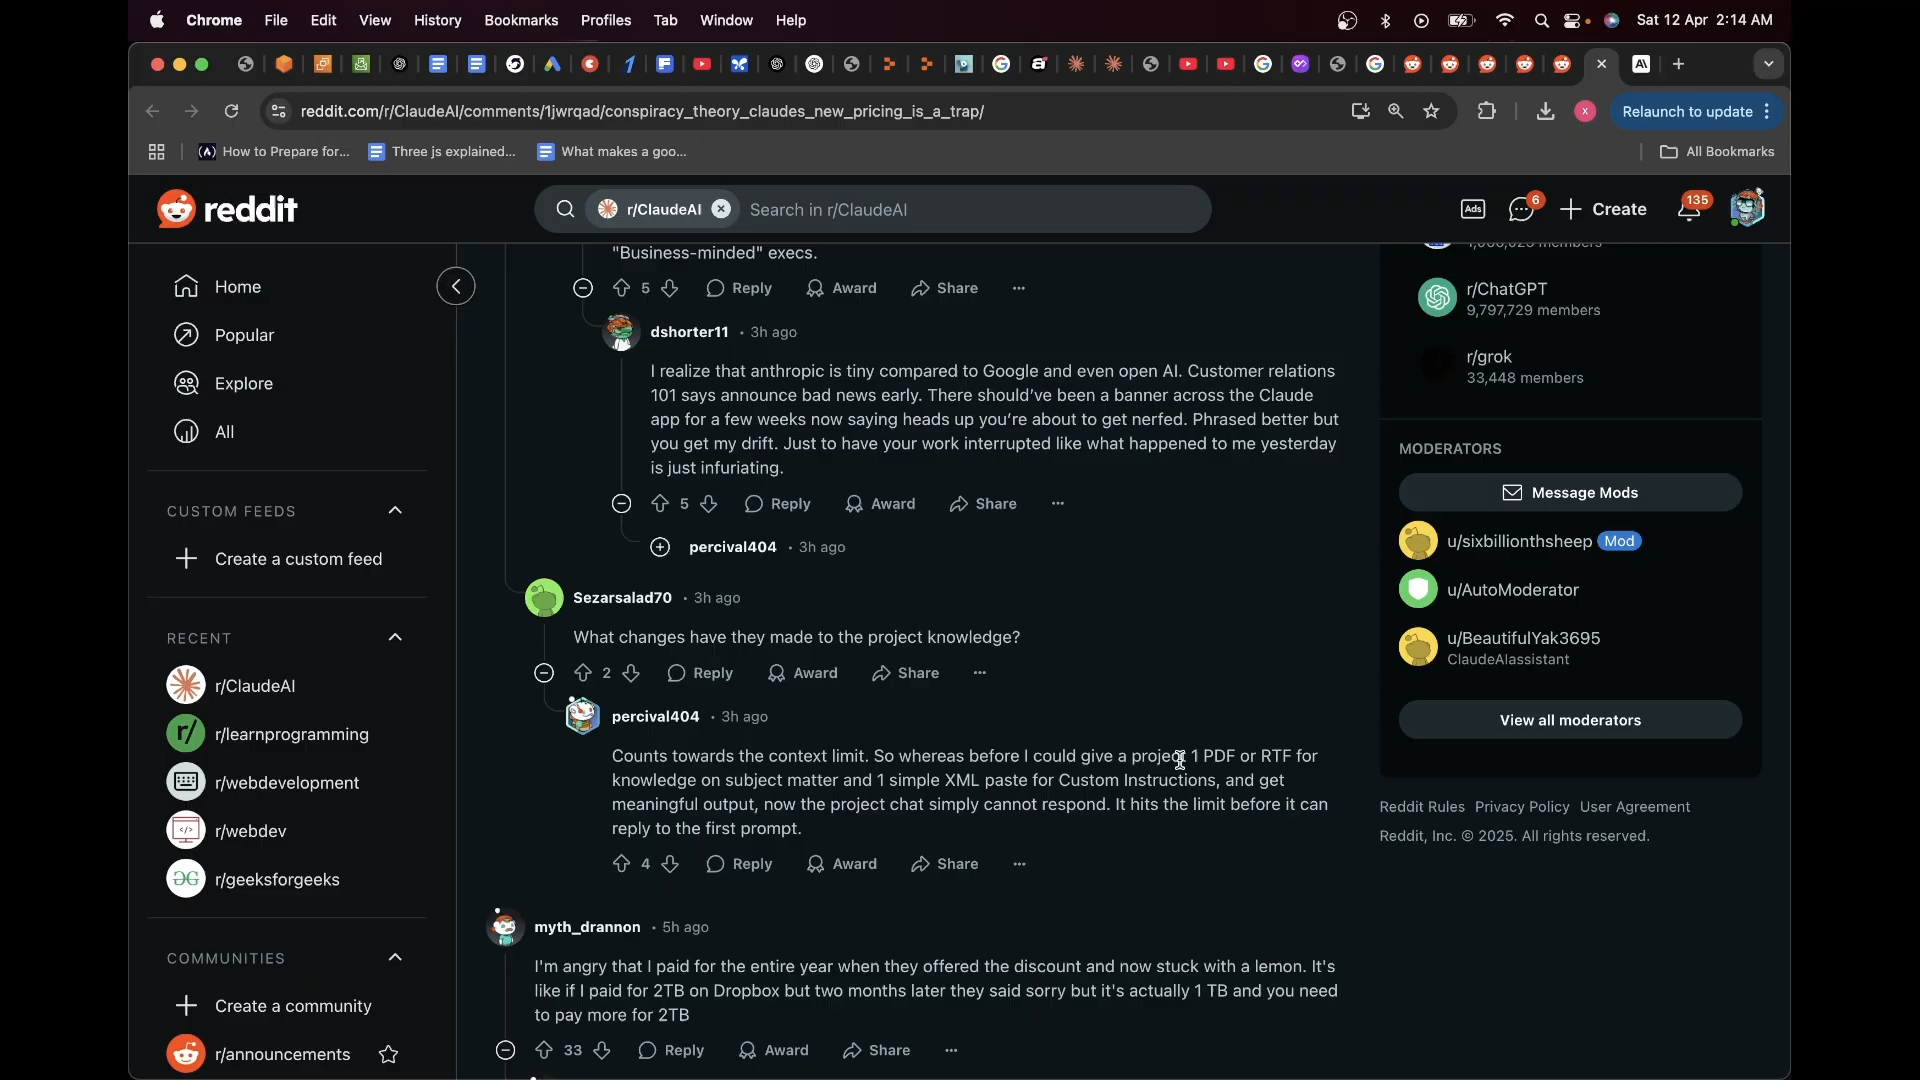 Chrome File Edit View History Bookmarks Profiles Tab Window Help Sat 12 Apr 2:14 AM
reddit.com/r/ClaudeAI/comments/1jwrqad/conspiracy_theory_claudes_new_pricing_is_a_trap/
x
Relaunch to update
How to Prepare for...
Three js explained...
What makes a goo...
All Bookmarks
reddit
r/ClaudeAI
Search in r/ClaudeAI
Ads
6
Create
135
Home
Popular
Explore
All
CUSTOM FEEDS
Create a custom feed
RECENT
r/ClaudeAI
r/learnprogramming
r/webdevelopment
r/webdev
r/geeksforgeeks
COMMUNITIES
Create a community
r/announcements
"Business-minded" execs.
5 Reply Award Share
dshorter11 • 3h ago
I realize that anthropic is tiny compared to Google and even open AI. Customer relations
101 says announce bad news early. There should've been a banner across the Claude
app for a few weeks now saying heads up you're about to get nerfed. Phrased better but
you get my drift. Just to have your work interrupted like what happened to me yesterday
is just infuriating.
5 Reply Award Share
percival404 • 3h ago
Sezarsalad70 • 3h ago
What changes have they made to the project knowledge?
2 Reply Award Share
percival404 • 3h ago
Counts towards the context limit. So whereas before I could give a project 1 PDF or RTF for
knowledge on subject matter and 1 simple XML paste for Custom Instructions, and get
meaningful output, now the project chat simply cannot respond. It hits the limit before it can
reply to the first prompt.
4 Reply Award Share
myth_drannon • 5h ago
I'm angry that I paid for the entire year when they offered the discount and now stuck with a lemon. It's
like if I paid for 2TB on Dropbox but two months later they said sorry but it's actually 1 TB and you need
to pay more for 2TB
33 Reply Award Share
r/ChatGPT
9,797,729 members
r/grok
33,448 members
MODERATORS
Message Mods
u/sixbillionthsheep Mod
u/AutoModerator
u/BeautifulYak3695
ClaudeAIassistant
View all moderators
Reddit Rules Privacy Policy User Agreement
Reddit, Inc. © 2025. All rights reserved.